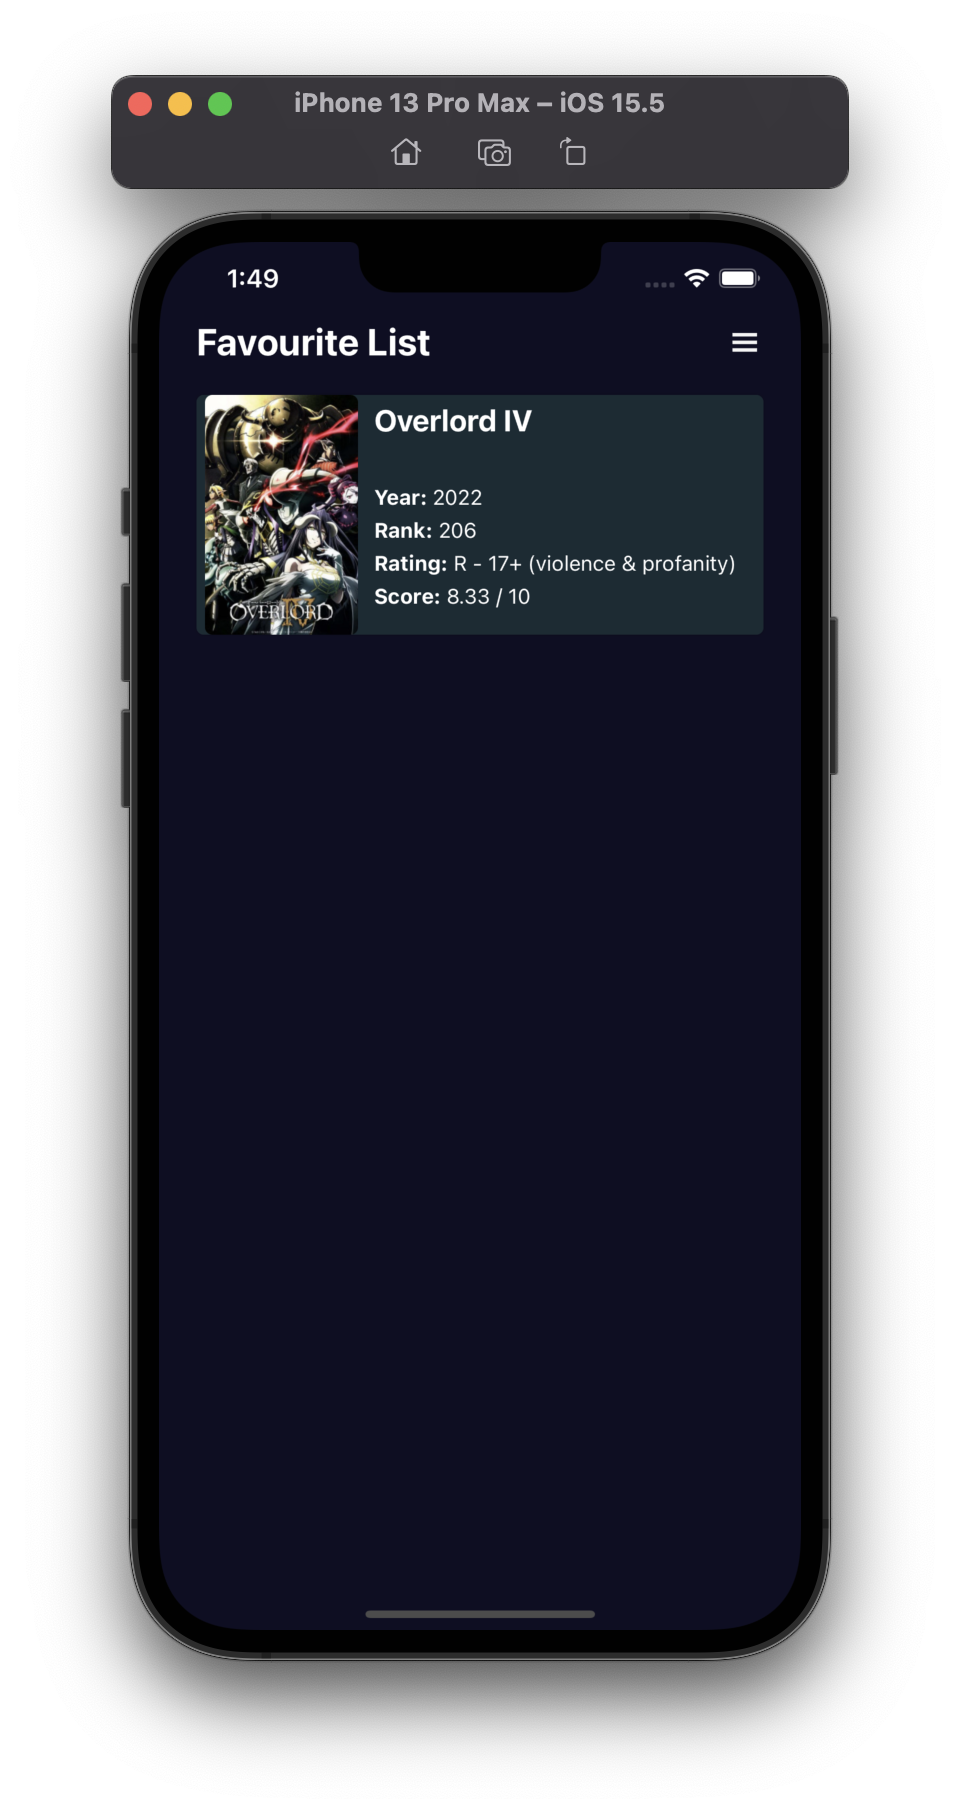 iPhone 13 Pro Max – iOS 15.5
1:49
Favourite List
Overlord IV
Year: 2022
Rank: 206
Rating: R - 17+ (violence & profanity)
Score: 8.33 / 10
OVERLORD
IV